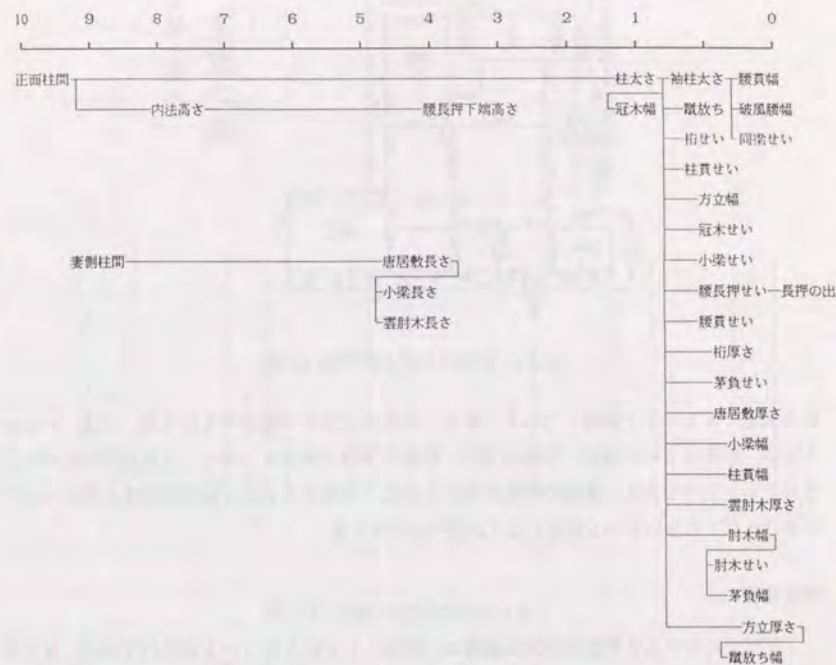 10 9 8 7 6 5 4 3 2 1 0
正面柱間 柱太さ 袖柱太さ 腰貫幅
内法高さ 腰長押下端高さ 冠木幅 蹴放ち 破風腰幅
桁せい 同梁せい
柱貫せい
方立幅
冠木せい
妻側柱間 唐居敷長さ 小梁せい
小梁長さ 腰長押せい 長押の出
雲肘木長さ 腰貫せい
桁厚さ
茅負せい
唐居敷厚さ
小梁幅
柱貫幅
雲肘木厚さ
肘木幅
肘木せい
茅負幅
方立厚さ
蹴放ち幅